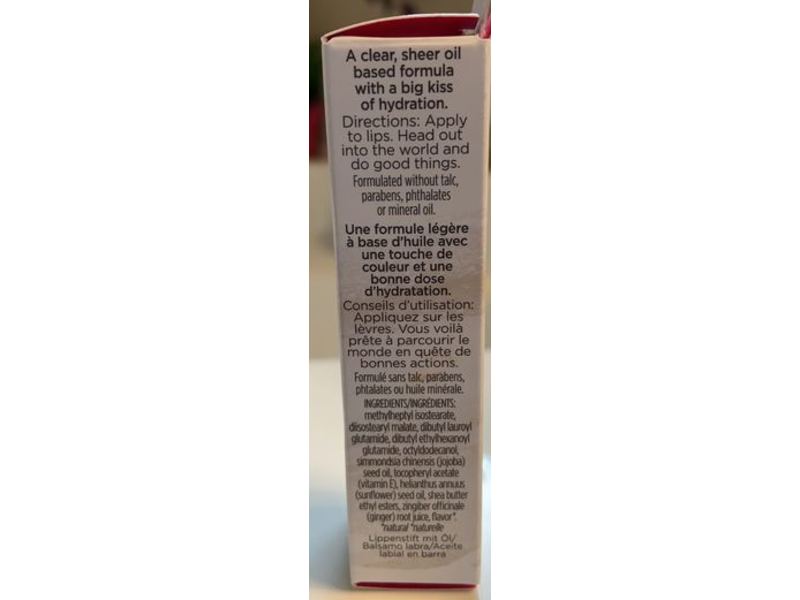 A clear, sheer oil
based formula
with a big kiss
of hydration.
Directions: Apply
to lips. Head out
into the world and
do good things.
Formulated without talc,
parabens, phthalates
or mineral oil.
Une formule légère
à base d'huile avec
une touche de
couleur et une
bonne dose
d'hydratation.
Conseils d'utilisation:
Appliquez sur les
lèvres. Vous voilà
prête à parcourir le
monde en quête de
bonnes actions.
Formulé sans talc, parabens,
phtalates ou huile minérale.
INGREDIENTS/INGRÉDIENTS:
methylheptyl isostearate,
diisostearyl malate, dibutyl lauroyl
glutamide, dibutyl ethylhexanoyl
glutamide, octyldodecanol,
simmondsia chinensis (jojoba)
seed oil, tocopheryl acetate
(vitamin E), helianthus annuus
(sunflower) seed oil, shea butter
ethyl esters, zingiber officinale
(ginger) root juice, flavor*.
*natural *naturelle
Lippenstift mit Öl/
Balsamo labra/Aceite
labial en barra